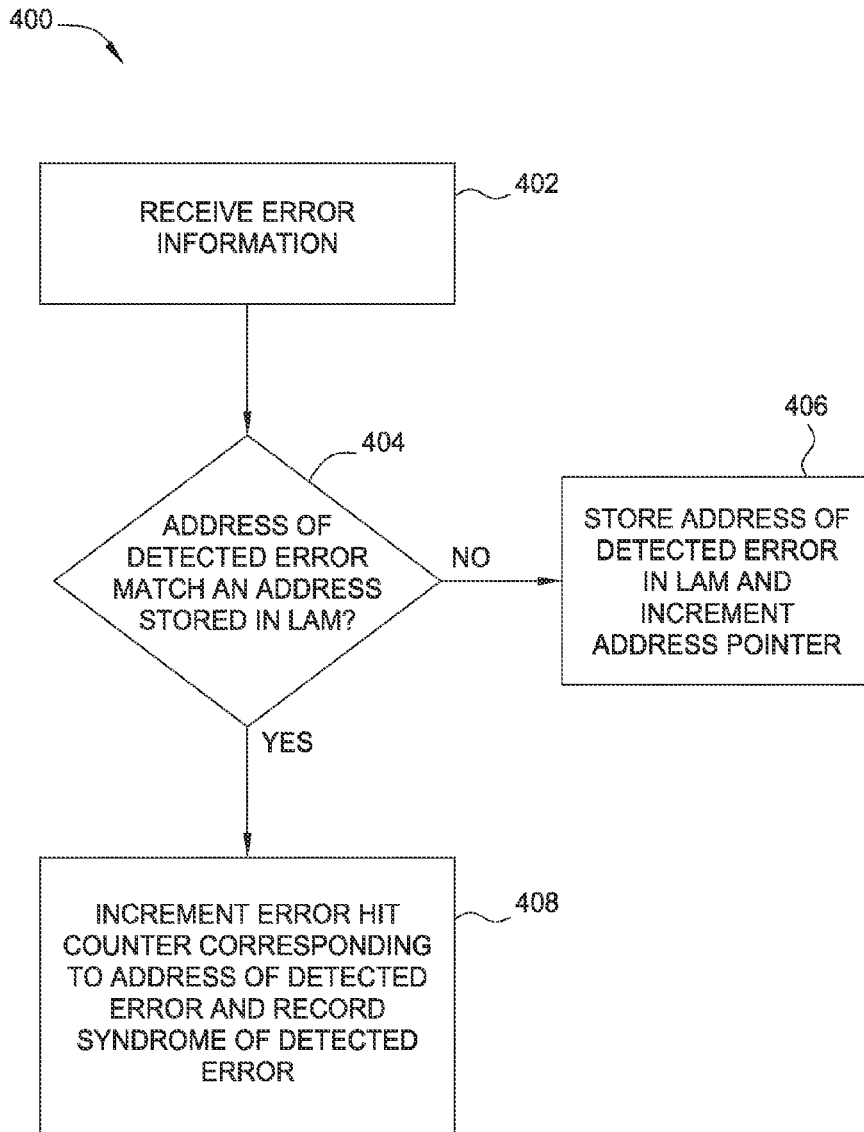 400
RECEIVE ERROR
INFORMATION
402
404
ADDRESS OF
DETECTED ERROR
MATCH AN ADDRESS
STORED IN LAM?
NO
406
STORE ADDRESS OF
DETECTED ERROR
IN LAM AND
INCREMENT
ADDRESS POINTER
YES
408
INCREMENT ERROR HIT
COUNTER CORRESPONDING
TO ADDRESS OF DETECTED
ERROR AND RECORD
SYNDROME OF DETECTED
ERROR